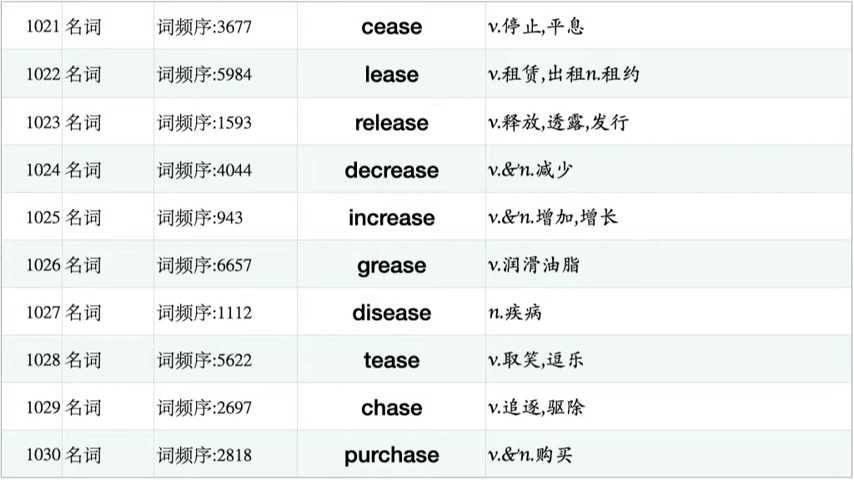 1021 名词 词频序:3677 cease v.停止,平息
1022 名词 词频序:5984 lease v.租赁,出租n.租约
1023 名词 词频序:1593 release v.释放,透露,发行
1024 名词 词频序:4044 decrease v.&n.减少
1025 名词 词频序:943 increase v.&n.增加,增长
1026 名词 词频序:6657 grease v.润滑油脂
1027 名词 词频序:1112 disease n.疾病
1028 名词 词频序:5622 tease v.取笑,逗乐
1029 名词 词频序:2697 chase v.追逐,驱除
1030 名词 词频序:2818 purchase v.&n.购买